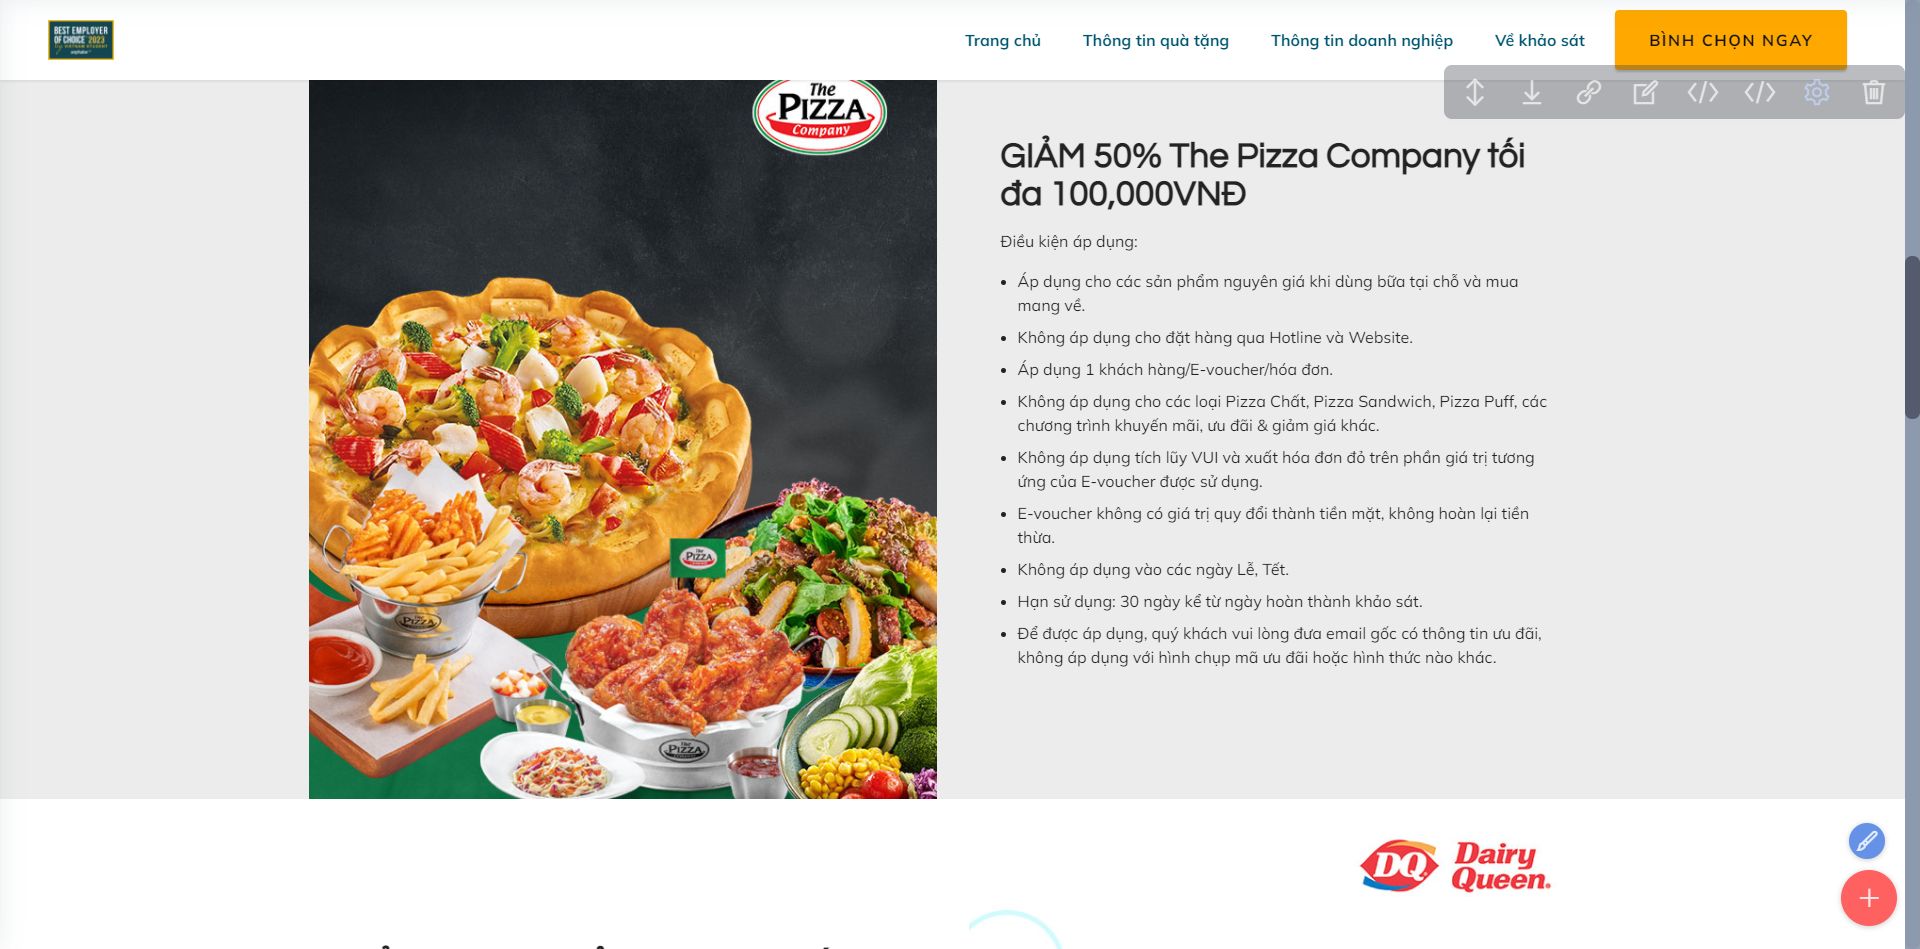 BEST EMPLOYER
OF CHOICE 2023
Trang chủ
Thông tin quà tặng
Thông tin doanh nghiệp
Về khảo sát
BÌNH CHỌN NGAY
The
PIZZA
Company
GIẢM 50% The Pizza Company tối
đa 100,000VNĐ
Điều kiện áp dụng:
Áp dụng cho các sản phẩm nguyên giá khi dùng bữa tại chỗ và mua
mang về.
Không áp dụng cho đặt hàng qua Hotline và Website.
Áp dụng 1 khách hàng/E-voucher/hóa đơn.
Không áp dụng cho các loại Pizza Chất, Pizza Sandwich, Pizza Puff, các
chương trình khuyến mãi, ưu đãi & giảm giá khác.
Không áp dụng tích lũy VUI và xuất hóa đơn đỏ trên phần giá trị tương
ứng của E-voucher được sử dụng.
E-voucher không có giá trị quy đổi thành tiền mặt, không hoàn lại tiền
thừa.
Không áp dụng vào các ngày Lễ, Tết.
Hạn sử dụng: 30 ngày kể từ ngày hoàn thành khảo sát.
Để được áp dụng, quý khách vui lòng đưa email gốc có thông tin ưu đãi,
không áp dụng với hình chụp mã ưu đãi hoặc hình thức nào khác.
The
PIZZA
PIZZA
The
PIZZA
DQ
Dairy
Queen